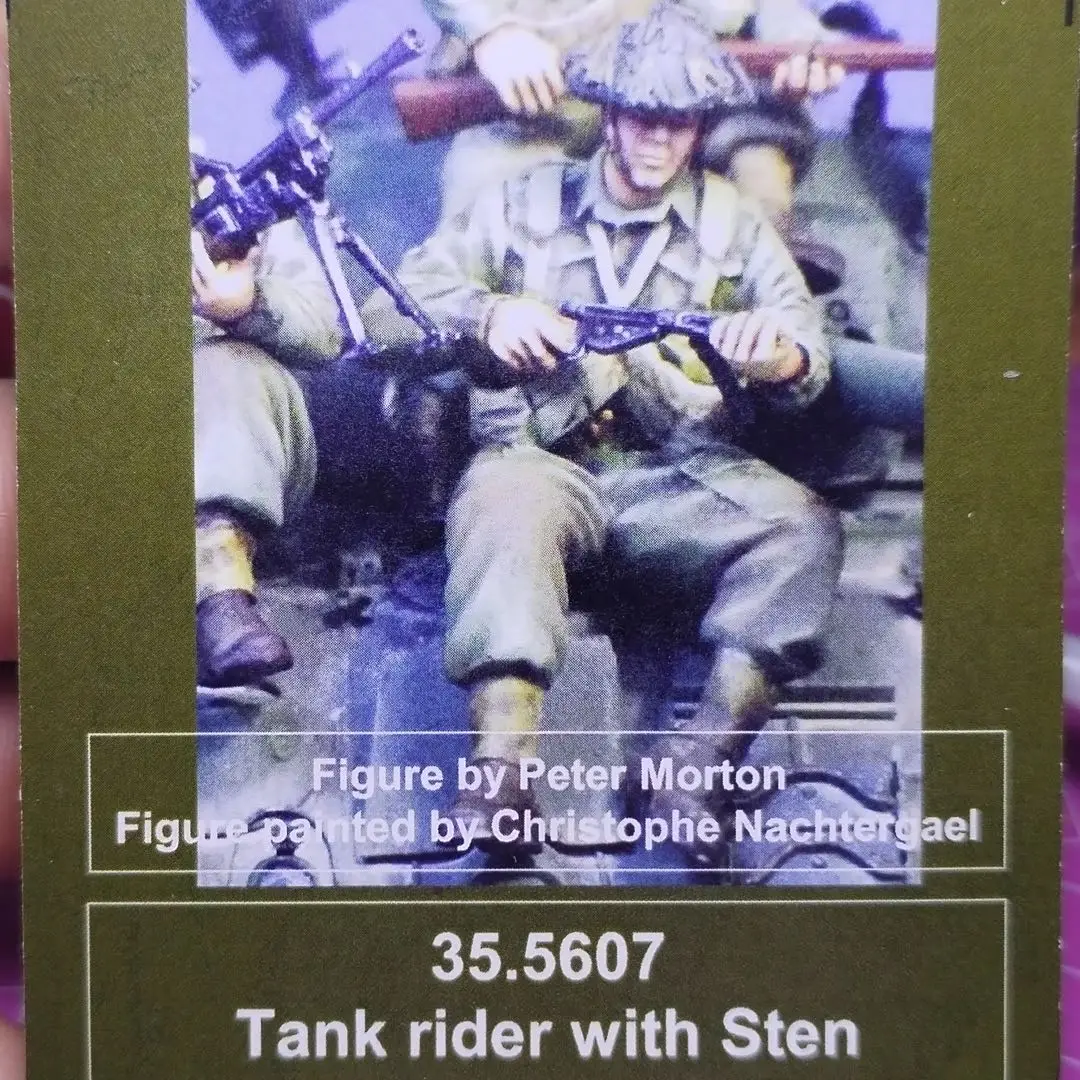 Figure by Peter Morton
Figure painted by Christophe Nachtergael
35.5607
Tank rider with Sten